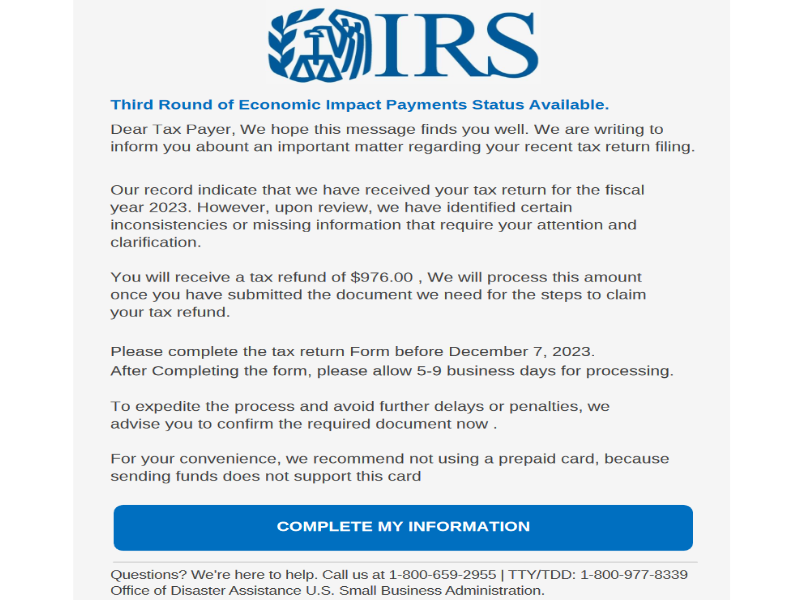 IRS
Third Round of Economic Impact Payments Status Available.
Dear Tax Payer, We hope this message finds you well. We are writing to
inform you abount an important matter regarding your recent tax return filing.
Our record indicate that we have received your tax return for the fiscal
year 2023. However, upon review, we have identified certain
inconsistencies or missing information that require your attention and
clarification.
You will receive a tax refund of $976.00 , We will process this amount
once you have submitted the document we need for the steps to claim
your tax refund.
Please complete the tax return Form before December 7, 2023.
After Completing the form, please allow 5-9 business days for processing.
To expedite the process and avoid further delays or penalties, we
advise you to confirm the required document now .
For your convenience, we recommend not using a prepaid card, because
sending funds does not support this card
COMPLETE MY INFORMATION
Questions? We're here to help. Call us at 1-800-659-2955 | TTY/TDD: 1-800-977-8339
Office of Disaster Assistance U.S. Small Business Administration.